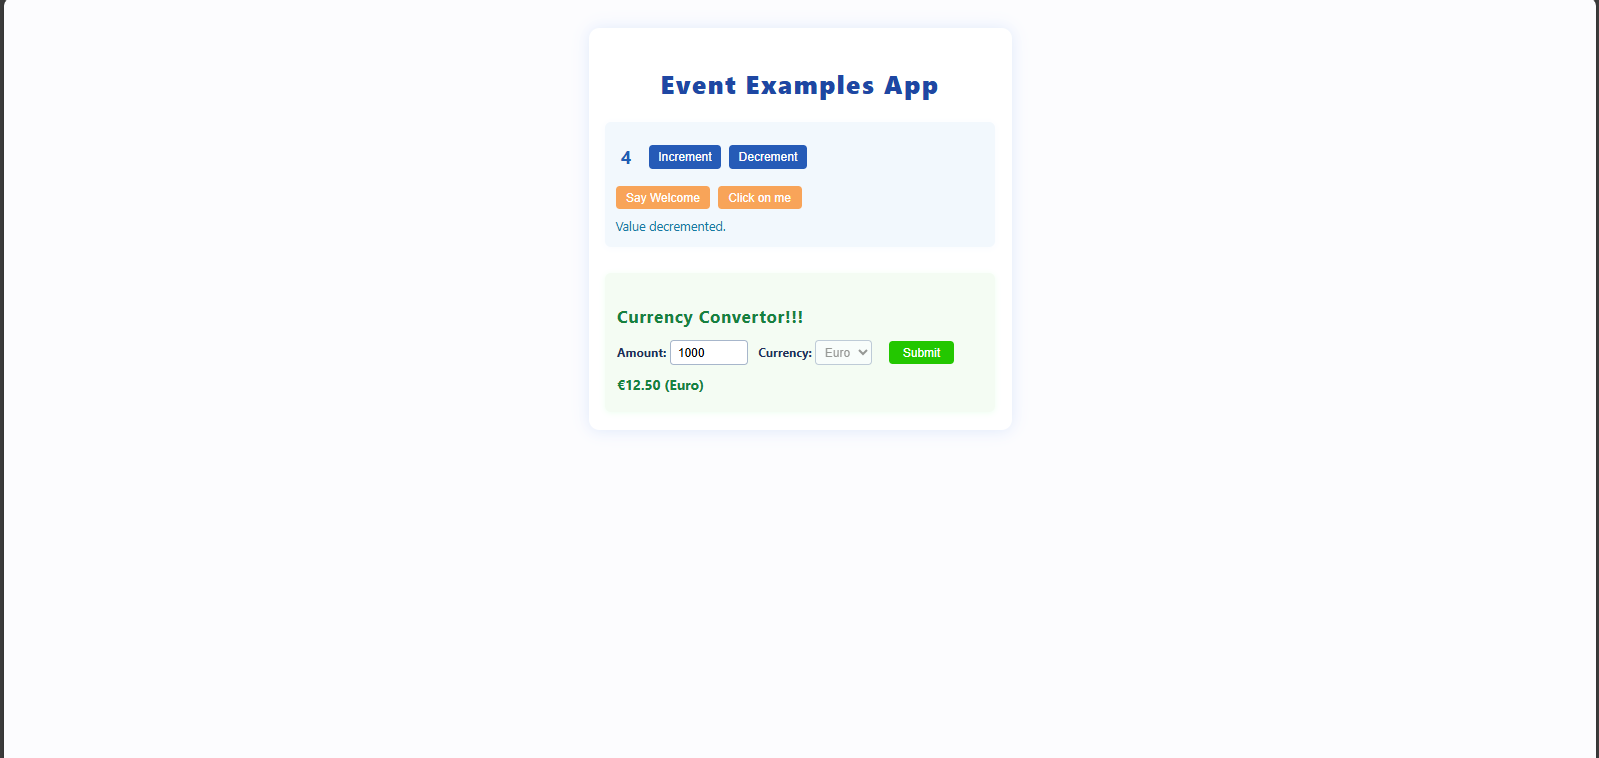 Event Examples App
4 Increment Decrement
Say Welcome Click on me
Value decremented.
Currency Convertor!!!
Amount: 1000 Currency: Euro Submit
€12.50 (Euro)